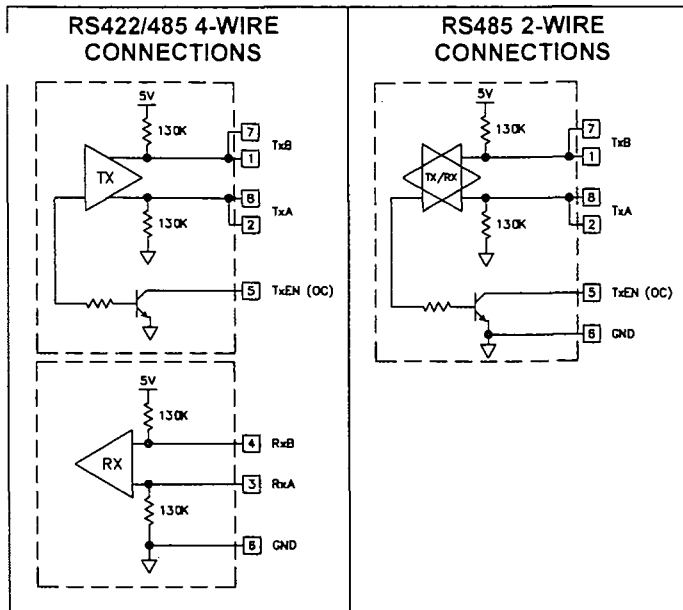 RS422/485 4-WIRE
CONNECTIONS
5V
130K
7
TxB
1
TX
8
TxA
2
130K
5 TxEN (OC)
5V
130K
4 RxB
RX
3 RxA
130K
6 GND
RS485 2-WIRE
CONNECTIONS
5V
130K
7
TxB
1
TX/RX
8
TxA
2
130K
5 TxEN (OC)
6 GND